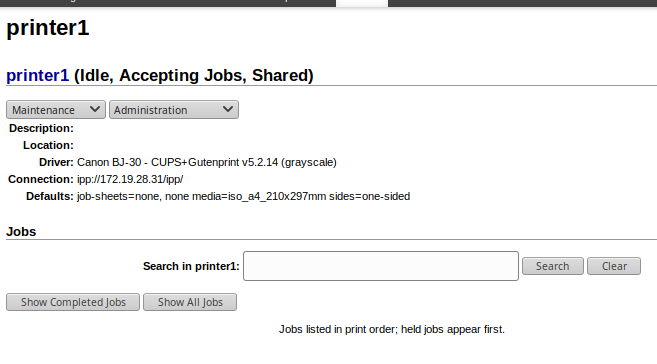 printer1
printer1 (Idle, Accepting Jobs, Shared)
Maintenance Administration
Description:
Location:
Driver: Canon BJ-30 - CUPS+Gutenprint v5.2.14 (grayscale)
Connection: ipp://172.19.28.31/ipp/
Defaults: job-sheets=none, none media=iso_a4_210x297mm sides=one-sided
Jobs
Search in printer1: Search Clear
Show Completed Jobs Show All Jobs
Jobs listed in print order; held jobs appear first.